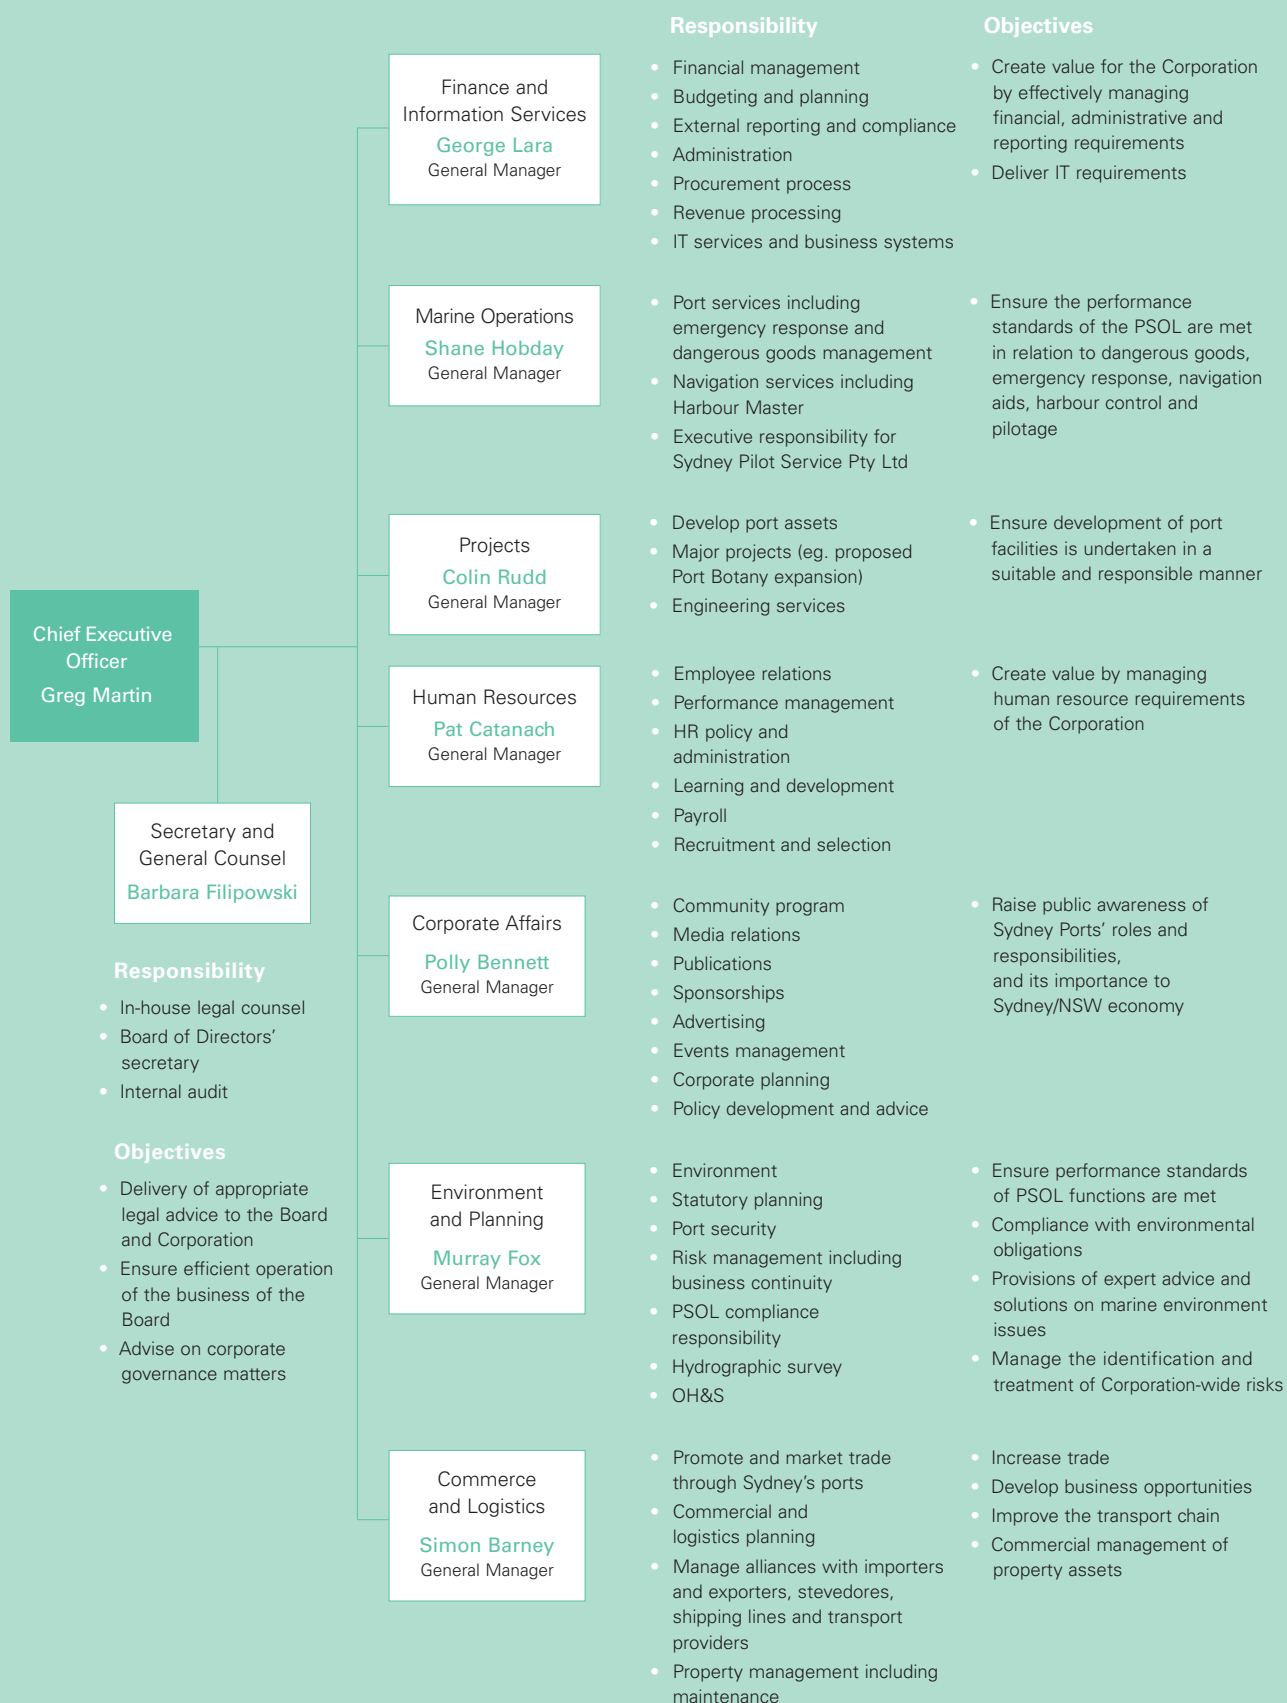 Responsibility
Objectives
Finance and
Information Services
George Lara
General Manager
• Financial management
• Budgeting and planning
• External reporting and compliance
• Administration
• Procurement process
• Revenue processing
• IT services and business systems
• Create value for the Corporation
by effectively managing
financial, administrative and
reporting requirements
• Deliver IT requirements
Marine Operations
Shane Hobday
General Manager
• Port services including
emergency response and
dangerous goods management
• Navigation services including
Harbour Master
• Executive responsibility for
Sydney Pilot Service Pty Ltd
• Ensure the performance
standards of the PSOL are met
in relation to dangerous goods,
emergency response, navigation
aids, harbour control and
pilotage
Projects
Colin Rudd
General Manager
• Develop port assets
• Major projects (eg. proposed
Port Botany expansion)
• Engineering services
• Ensure development of port
facilities is undertaken in a
suitable and responsible manner
Chief Executive
Officer
Greg Martin
Human Resources
Pat Catanach
General Manager
• Employee relations
• Performance management
• HR policy and
administration
• Learning and development
• Payroll
• Recruitment and selection
• Create value by managing
human resource requirements
of the Corporation
Secretary and
General Counsel
Barbara Filipowski
Responsibility
• In-house legal counsel
• Board of Directors'
secretary
• Internal audit
Objectives
• Delivery of appropriate
legal advice to the Board
and Corporation
• Ensure efficient operation
of the business of the
Board
• Advise on corporate
governance matters
Corporate Affairs
Polly Bennett
General Manager
• Community program
• Media relations
• Publications
• Sponsorships
• Advertising
• Events management
• Corporate planning
• Policy development and advice
• Raise public awareness of
Sydney Ports' roles and
responsibilities,
and its importance to
Sydney/NSW economy
Environment
and Planning
Murray Fox
General Manager
• Environment
• Statutory planning
• Port security
• Risk management including
business continuity
• PSOL compliance
responsibility
• Hydrographic survey
• OH&S
• Ensure performance standards
of PSOL functions are met
• Compliance with environmental
obligations
• Provisions of expert advice and
solutions on marine environment
issues
• Manage the identification and
treatment of Corporation-wide risks
Commerce
and Logistics
Simon Barney
General Manager
• Promote and market trade
through Sydney's ports
• Commercial and
logistics planning
• Manage alliances with importers
and exporters, stevedores,
shipping lines and transport
providers
• Property management including
maintenance
• Increase trade
• Develop business opportunities
• Improve the transport chain
• Commercial management of
property assets